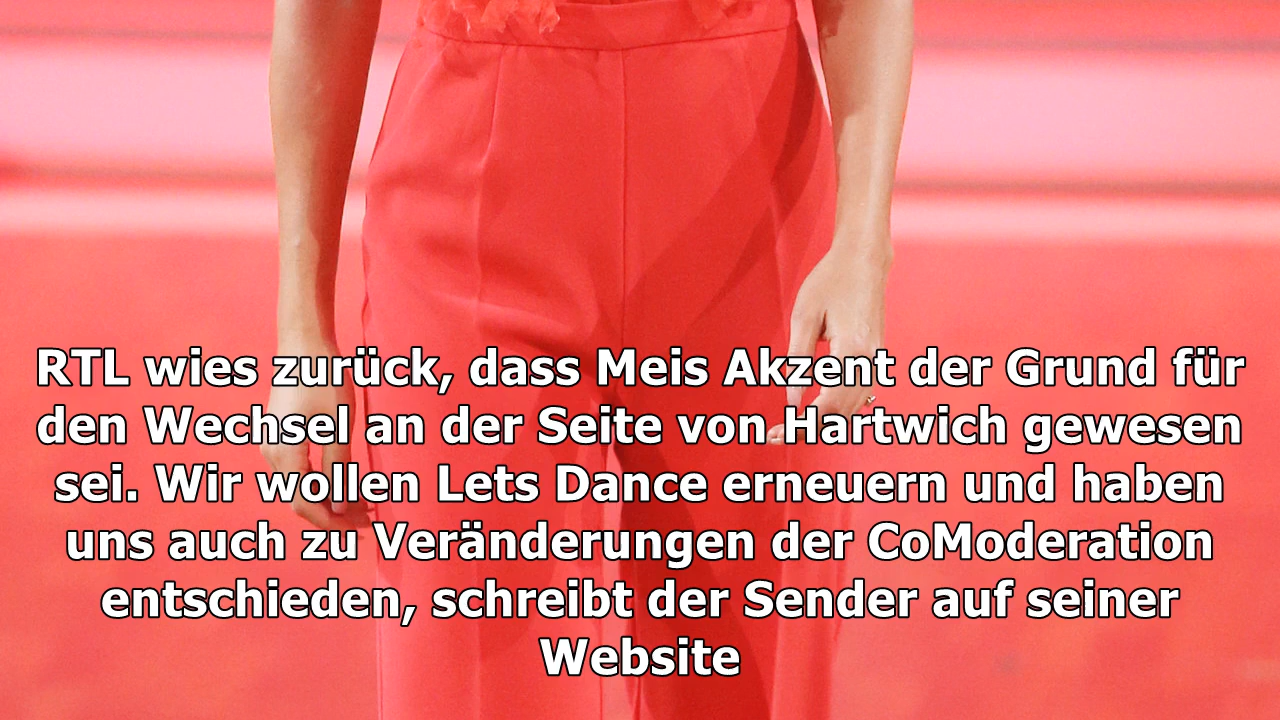 RTL wies zurück, dass Meis Akzent der Grund für
den Wechsel an der Seite von Hartwich gewesen
sei. Wir wollen Lets Dance erneuern und haben
uns auch zu Veränderungen der CoModeration
entschieden, schreibt der Sender auf seiner
Website